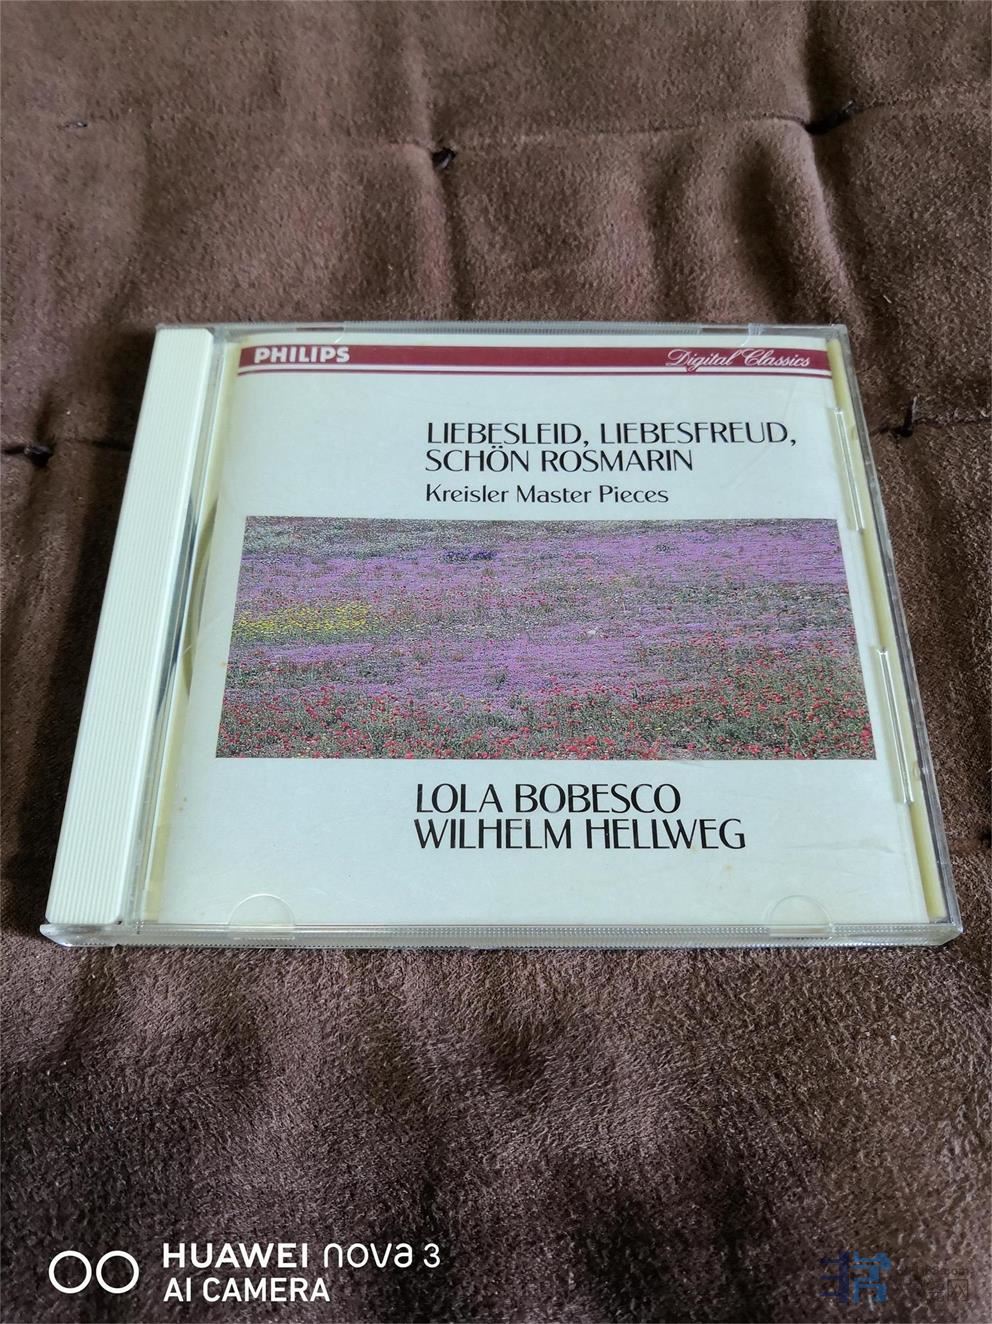 PHILIPS
Digital Classics
LIEBESLEID, LIEBESFREUD,
SCHÖN ROSMARIN
Kreisler Master Pieces
LOLA BOBESCO
WILHELM HELLWEG
HUAWEI nova 3
AI CAMERA